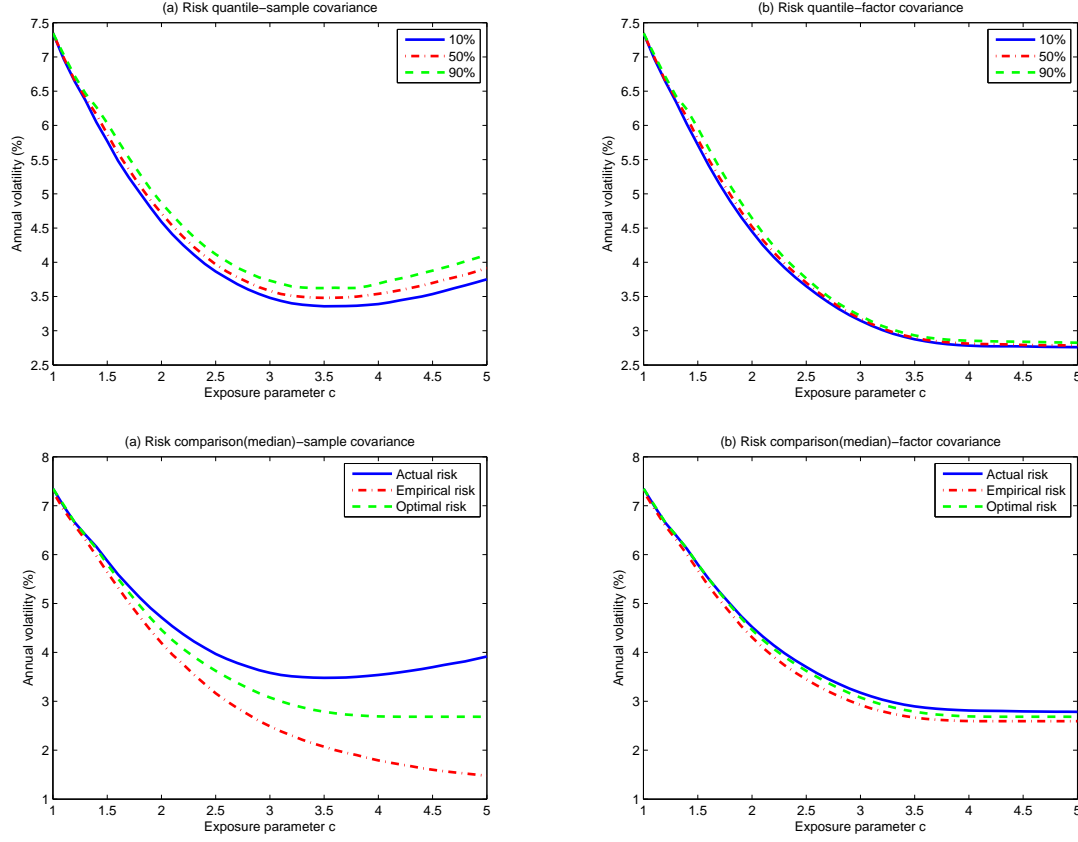 (a) Risk quantile−sample covariance
7.5
7
6.5
6
5.5
5
4.5
4
3.5
3
2.5
Annual volatility (%)
10%
50%
90%
1 1.5 2 2.5 3 3.5 4 4.5 5
Exposure parameter c
(b) Risk quantile−factor covariance
7.5
7
6.5
6
5.5
5
4.5
4
3.5
3
2.5
Annual volatility (%)
10%
50%
90%
1 1.5 2 2.5 3 3.5 4 4.5 5
Exposure parameter c
(a) Risk comparison(median)−sample covariance
8
7
6
5
4
3
2
1
Annual volatility (%)
Actual risk
Empirical risk
Optimal risk
1 1.5 2 2.5 3 3.5 4 4.5 5
Exposure parameter c
(b) Risk comparison(median)−factor covariance
8
7
6
5
4
3
2
1
Annual volatility (%)
Actual risk
Empirical risk
Optimal risk
1 1.5 2 2.5 3 3.5 4 4.5 5
Exposure parameter c